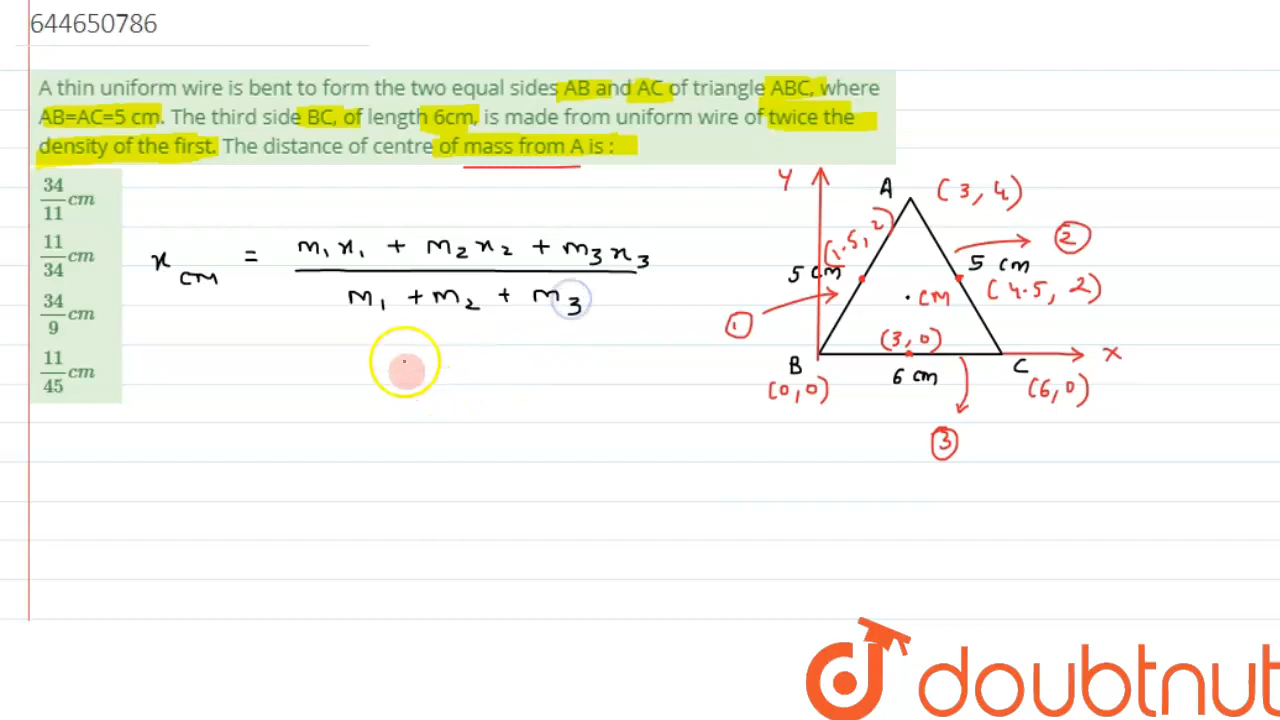 644650786
A thin uniform wire is bent to form the two equal sides AB and AC of triangle ABC, where
AB=AC=5 cm. The third side BC, of length 6cm, is made from uniform wire of twice the
density of the first. The distance of centre of mass from A is :
34/11 cm
11/34 cm
34/9 cm
11/45 cm
x CM = m₁x₁ + m₂x₂ + m₃x₃
m₁ + m₂ + m₃
y
A
(3, 4)
(1.5, 2)
②
5 cm
5 cm
(4.5, 2)
.CM
①
(3, 0)
x
B
C
6 cm
(0, 0)
(6, 0)
③
doubtnut